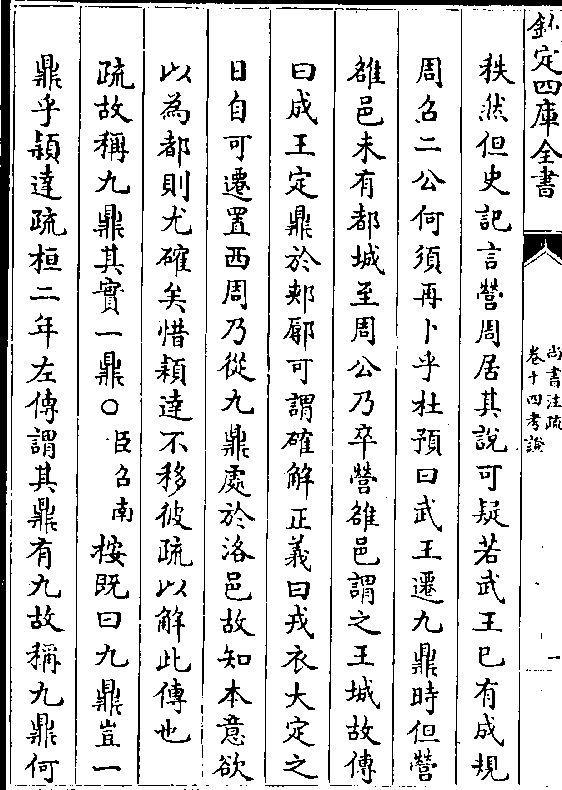 欽定四庫全書
尚書注疏
卷十四考證
一
秩然但史記言營周居其說可疑若武王已有成規
周召二公何須再卜乎杜預曰武王遷九鼎時但營
雒邑未有都城至周公乃卒營雒邑謂之王城故傳
曰成王定鼎於郟鄏可謂確解正義曰戎衣大定之
日自可遷置西周乃從九鼎處於洛邑故知本意欲
以為都則尤確矣惜穎達不移彼疏以解此傳也
疏故稱九鼎其實一鼎○臣召南按既曰九鼎豈一
鼎乎穎達疏桓二年左傳謂其鼎有九故稱九鼎何